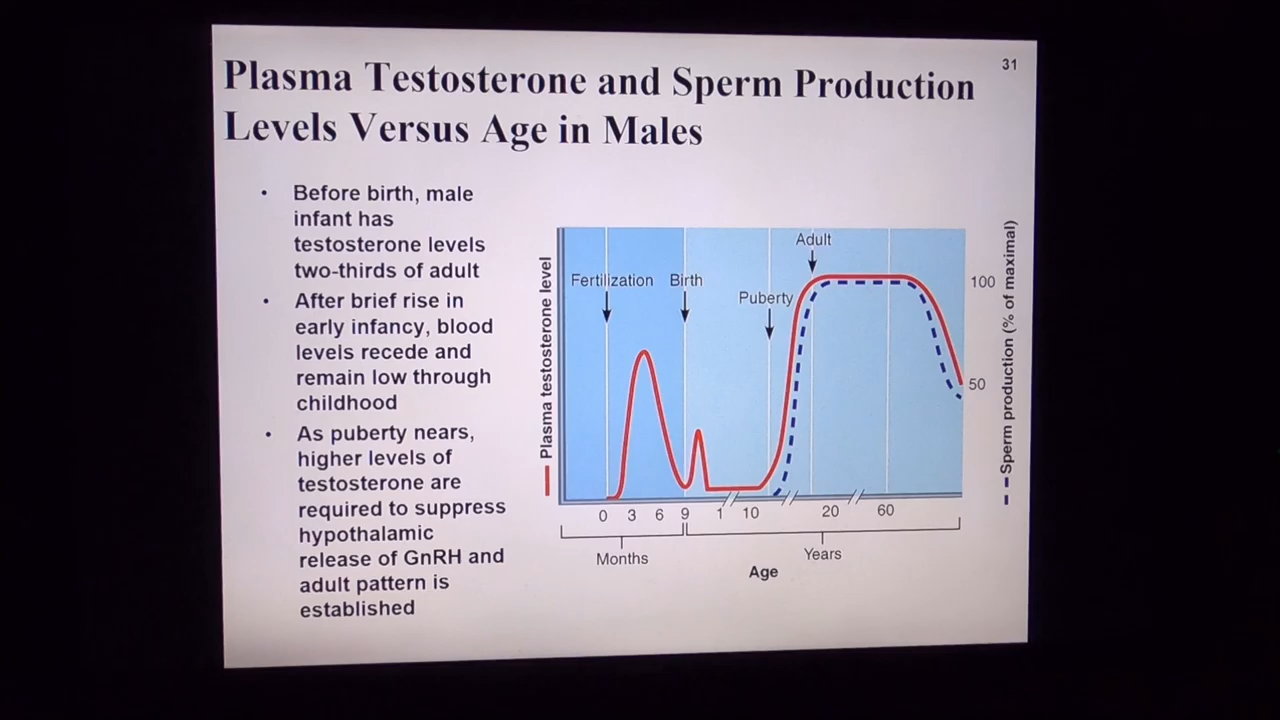 31
Plasma Testosterone and Sperm Production
Levels Versus Age in Males
• Before birth, male
infant has
testosterone levels
two-thirds of adult
• After brief rise in
early infancy, blood
levels recede and
remain low through
childhood
• As puberty nears,
higher levels of
testosterone are
required to suppress
hypothalamic
release of GnRH and
adult pattern is
established
Plasma testosterone level
Fertilization
Birth
Puberty
Adult
100
50
Sperm production (% of maximal)
0 3 6 9 1 10 20 60
Months
Years
Age